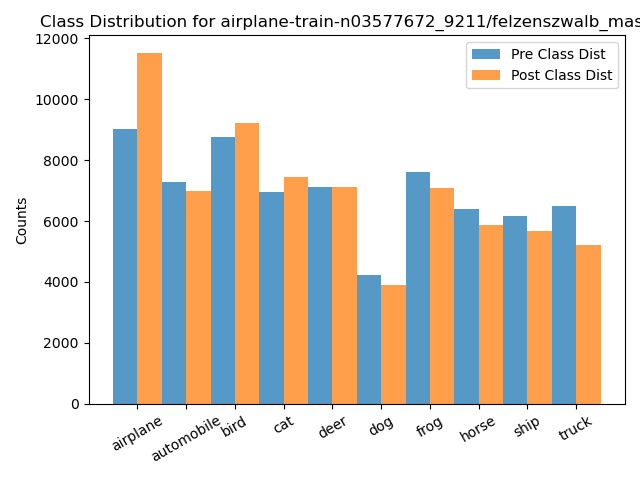 Class Distribution for airplane-train-n03577672_9211/felzenszwalb_mas
Pre Class Dist
Post Class Dist
12000
10000
8000
6000
4000
2000
0
Counts
airplane
automobile
bird
cat
deer
dog
frog
horse
ship
truck